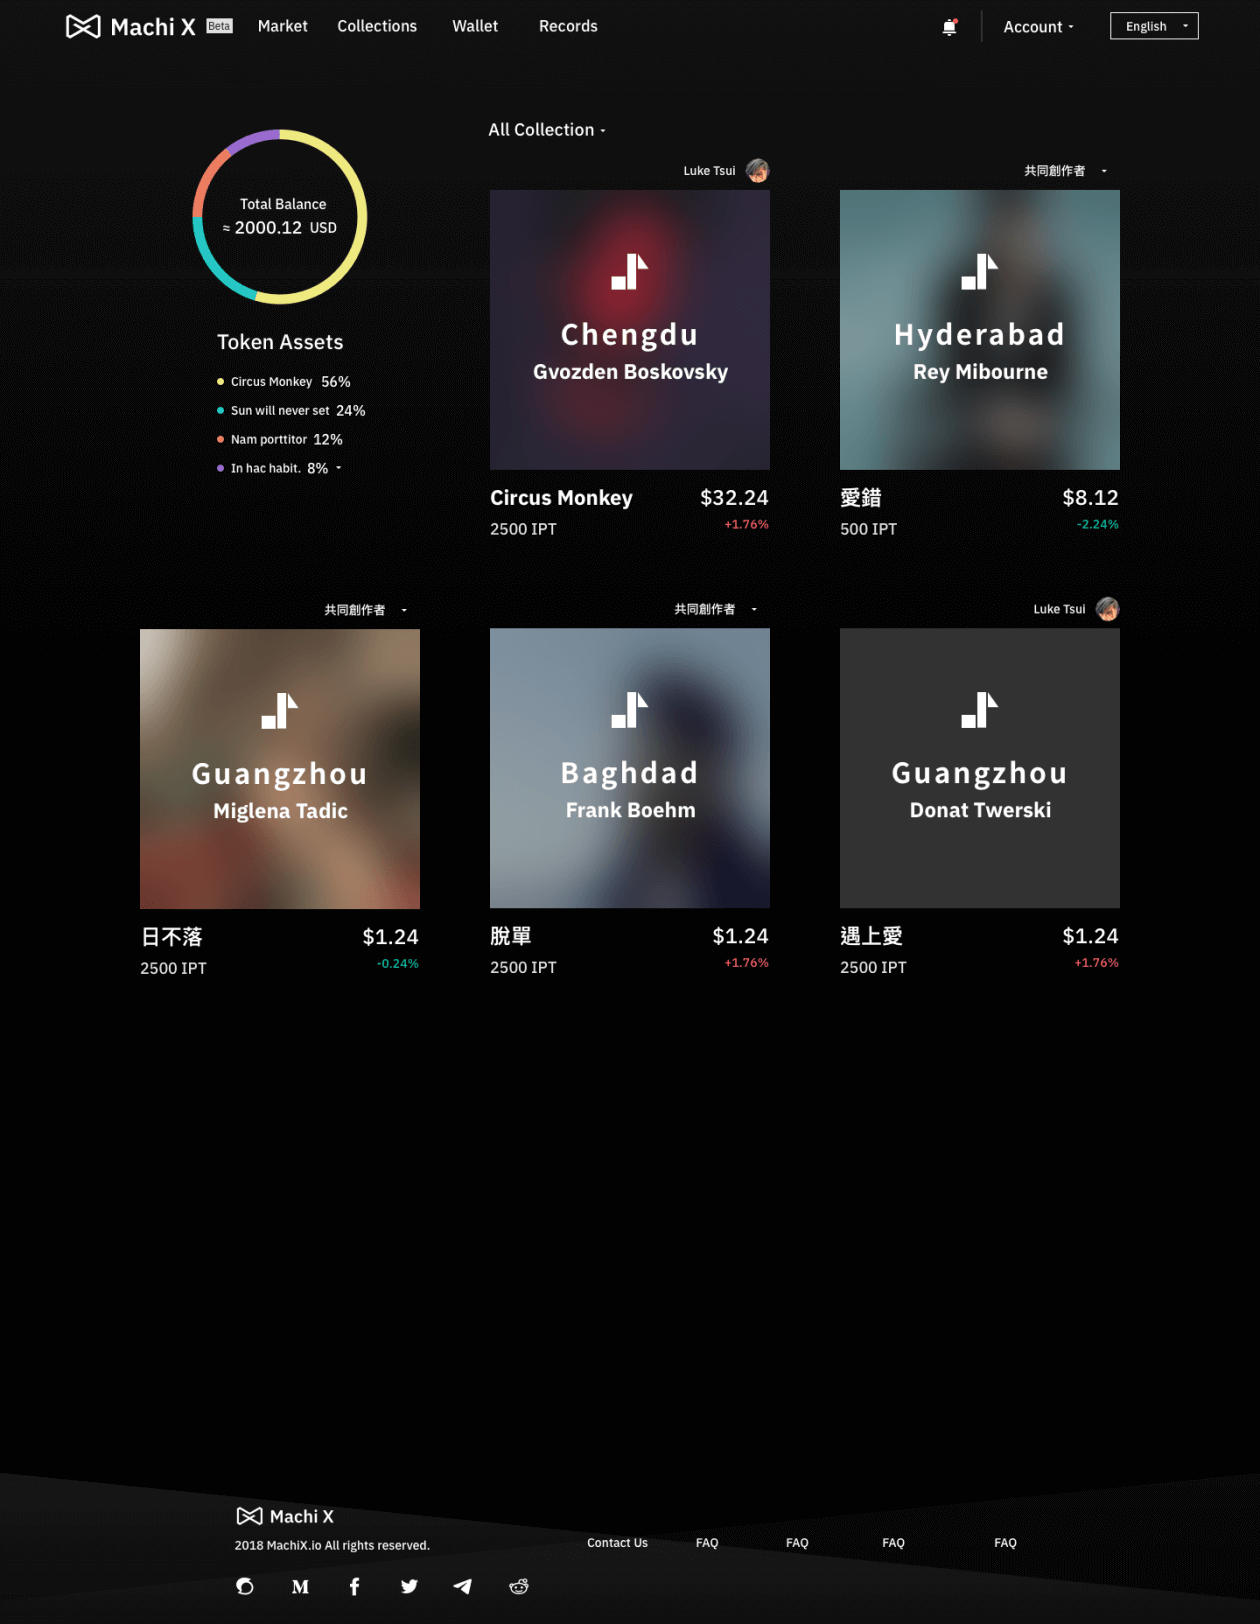 Machi X Beta Market Collections Wallet Records Account English
All Collection
Total Balance
≈ 2000.12 USD
Token Assets
Circus Monkey 56%
Sun will never set 24%
Nam porttitor 12%
In hac habit. 8%
Luke Tsui
Chengdu
Gvozden Boskovsky
Circus Monkey $32.24
2500 IPT +1.76%
共同創作者
Hyderabad
Rey Mibourne
愛錯 $8.12
500 IPT -2.24%
共同創作者
Guangzhou
Miglena Tadic
日不落 $1.24
2500 IPT -0.24%
共同創作者
Baghdad
Frank Boehm
脫單 $1.24
2500 IPT +1.76%
Luke Tsui
Guangzhou
Donat Twerski
遇上愛 $1.24
2500 IPT +1.76%
Machi X
2018 MachiX.io All rights reserved.
Contact Us FAQ FAQ FAQ FAQ